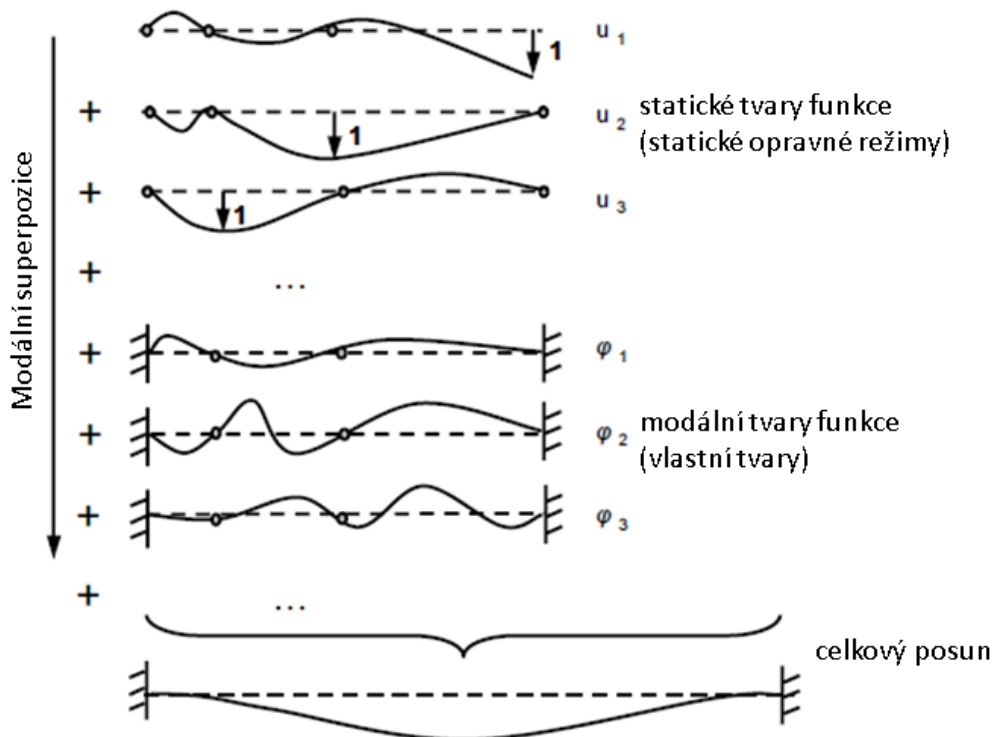 Modální superpozice
u 1
1
+
u 2
1
statické tvary funkce
(statické opravné režimy)
+
u 3
1
+
...
+
φ 1
+
φ 2
modální tvary funkce
(vlastní tvary)
+
φ 3
+
...
celkový posun